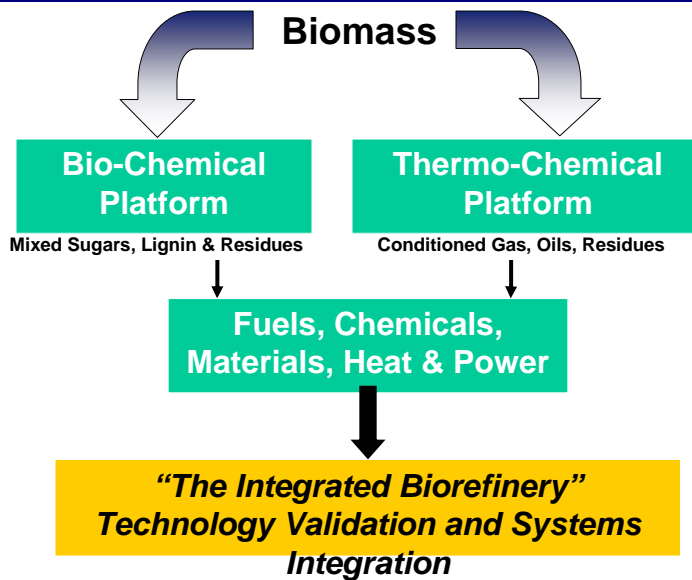 Biomass
Bio-Chemical
Platform
Thermo-Chemical
Platform
Mixed Sugars, Lignin & Residues
Conditioned Gas, Oils, Residues
Fuels, Chemicals,
Materials, Heat & Power
“The Integrated Biorefinery”
Technology Validation and Systems
Integration